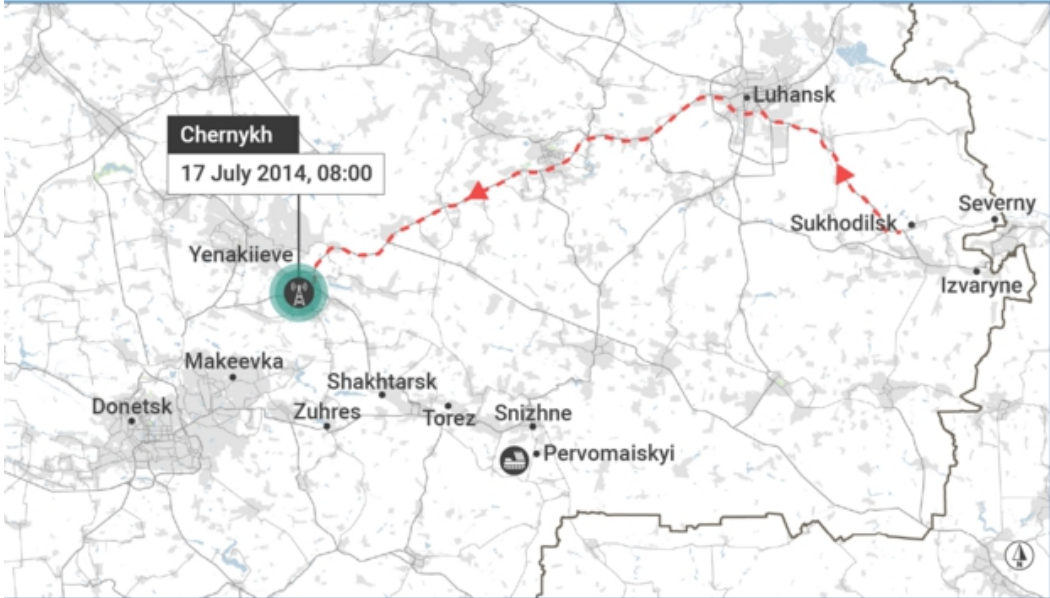 Luhansk
Chernykh
17 July 2014, 08:00
Severny
Sukhodilsk
Yenakiieve
Izvaryne
Makeevka
Shakhtarsk
Donetsk
Zuhres
Torez
Snizhne
Pervomaiskyi
N